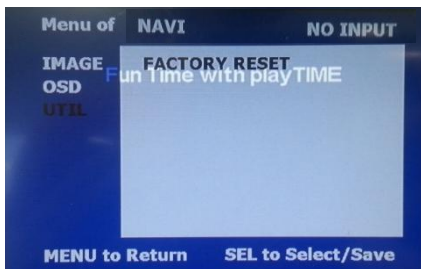 Menu of NAVI NO INPUT
IMAGE FACTORY RESET
Fun Time with playTIME
OSD
UTIL
MENU to Return SEL to Select/Save